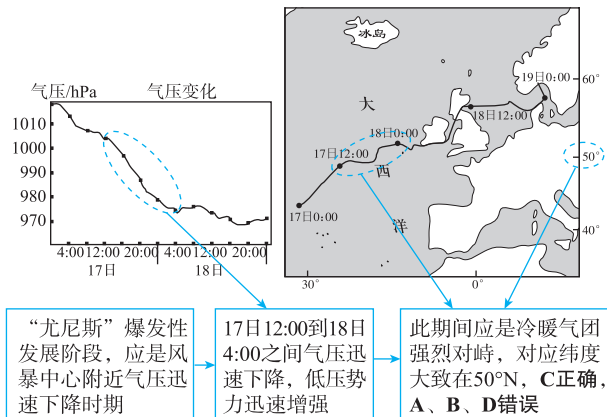 气压/hPa
气压变化
1010
1000
990
980
970
4:00
12:00
20:00
4:00
12:00
20:00
17日
18日
冰岛
大
西
洋
17日0:00
17日12:00
18日0:00
18日12:00
19日0:00
60°
50°
40°
30°
0°
“尤尼斯”爆发性
发展阶段，应是风
暴中心附近气压迅
速下降时期
17日12:00到18日
4:00之间气压迅
速下降，低压势
力迅速增强
此期间应是冷暖气团
强烈对峙，对应纬度
大致在50°N，C正确，
A、B、D错误